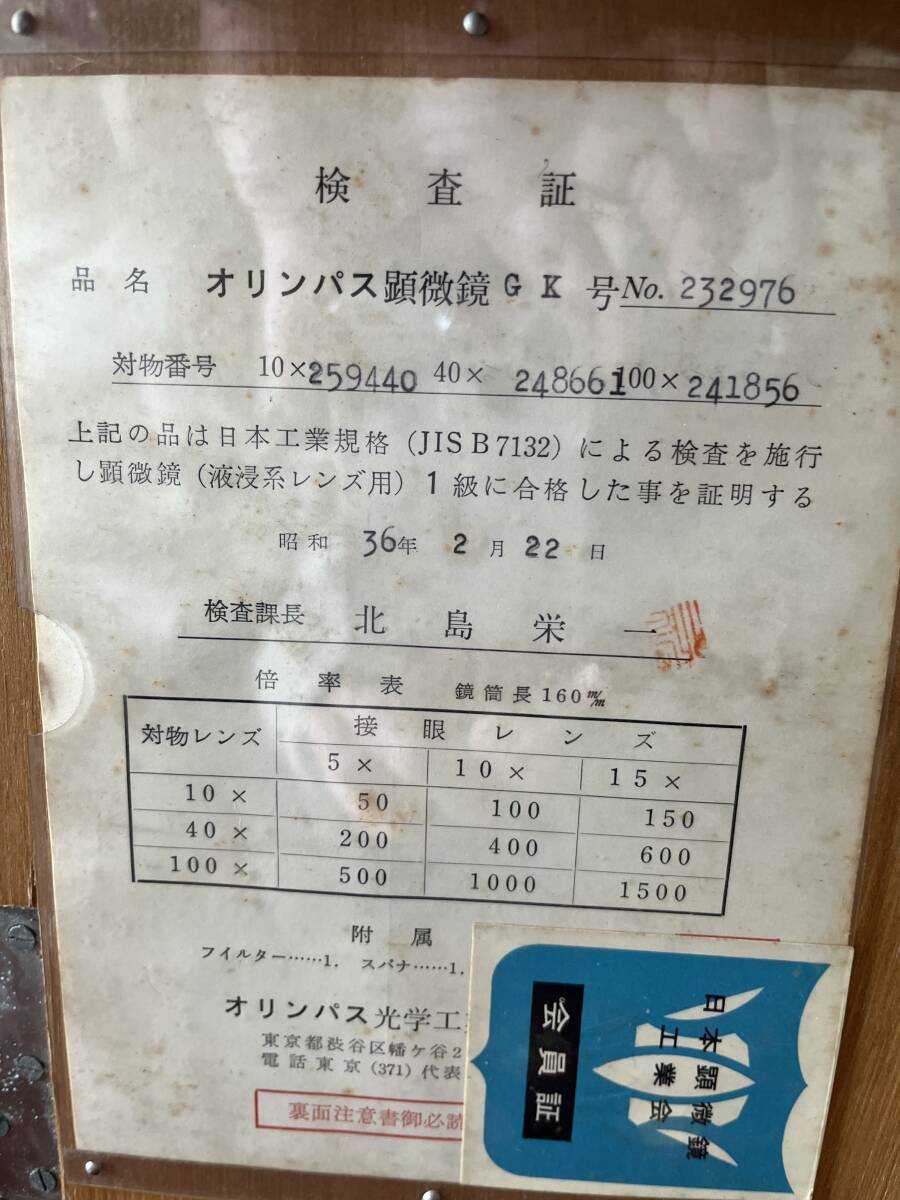 検査証
品名 オリンパス顕微鏡GK号No. 232976
対物番号 10×259440 40× 248661 100×241856
上記の品は日本工業規格(JIS B 7132)による検査を施行
し顕微鏡(液浸系レンズ用)1級に合格した事を証明する
昭和 36年 2月 22日
検査課長 北島栄一
倍率表 鏡筒長160m/m
対物レンズ 接眼レンズ
5× 10× 15×
10× 50 100 150
40× 200 400 600
100× 500 1000 1500
附属
フイルター……1. スパナ……1.
オリンパス光学工
東京都渋谷区幡ケ谷2
電話東京(371)代表
裏面注意書御必読
日本顕微鏡
工業会
会員証